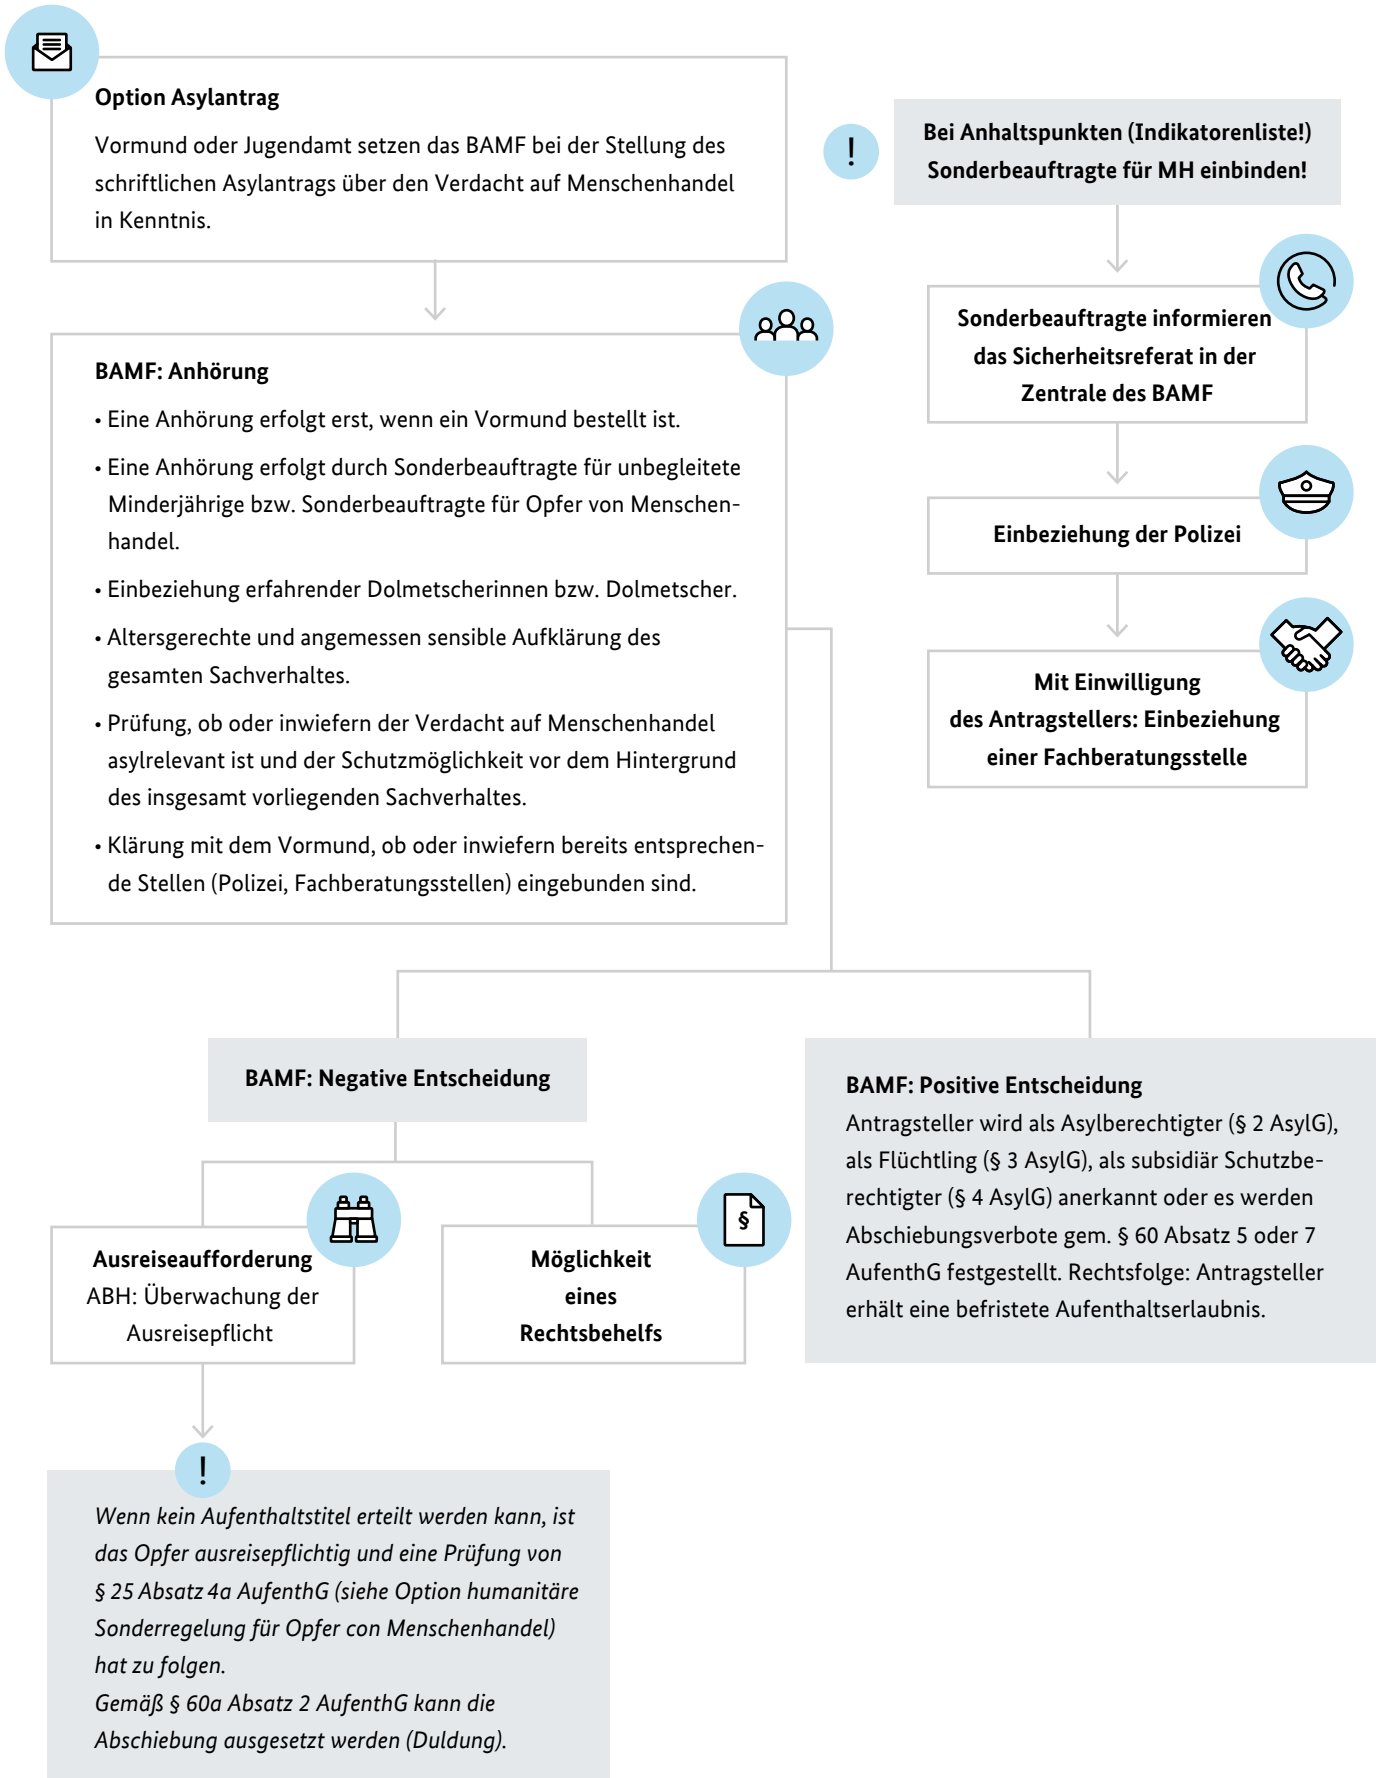 Option Asylantrag
Vormund oder Jugendamt setzen das BAMF bei der Stellung des
schriftlichen Asylantrags über den Verdacht auf Menschenhandel
in Kenntnis.
!
Bei Anhaltspunkten (Indikatorenliste!)
Sonderbeauftragte für MH einbinden!
Sonderbeauftragte informieren
das Sicherheitsreferat in der
Zentrale des BAMF
Einbeziehung der Polizei
Mit Einwilligung
des Antragstellers: Einbeziehung
einer Fachberatungsstelle
BAMF: Anhörung
• Eine Anhörung erfolgt erst, wenn ein Vormund bestellt ist.
• Eine Anhörung erfolgt durch Sonderbeauftragte für unbegleitete
Minderjährige bzw. Sonderbeauftragte für Opfer von Menschen-
handel.
• Einbeziehung erfahrender Dolmetscherinnen bzw. Dolmetscher.
• Altersgerechte und angemessen sensible Aufklärung des
gesamten Sachverhaltes.
• Prüfung, ob oder inwiefern der Verdacht auf Menschenhandel
asylrelevant ist und der Schutzmöglichkeit vor dem Hintergrund
des insgesamt vorliegenden Sachverhaltes.
• Klärung mit dem Vormund, ob oder inwiefern bereits entsprechen-
de Stellen (Polizei, Fachberatungsstellen) eingebunden sind.
BAMF: Negative Entscheidung
BAMF: Positive Entscheidung
Antragsteller wird als Asylberechtigter (§ 2 AsylG),
als Flüchtling (§ 3 AsylG), als subsidiär Schutzbe-
rechtigter (§ 4 AsylG) anerkannt oder es werden
Abschiebungsverbote gem. § 60 Absatz 5 oder 7
AufenthG festgestellt. Rechtsfolge: Antragsteller
erhält eine befristete Aufenthaltserlaubnis.
Ausreiseaufforderung
ABH: Überwachung der
Ausreisepflicht
§
Möglichkeit
eines
Rechtsbehelfs
!
Wenn kein Aufenthaltstitel erteilt werden kann, ist
das Opfer ausreisepflichtig und eine Prüfung von
§ 25 Absatz 4a AufenthG (siehe Option humanitäre
Sonderregelung für Opfer con Menschenhandel)
hat zu folgen.
Gemäß § 60a Absatz 2 AufenthG kann die
Abschiebung ausgesetzt werden (Duldung).